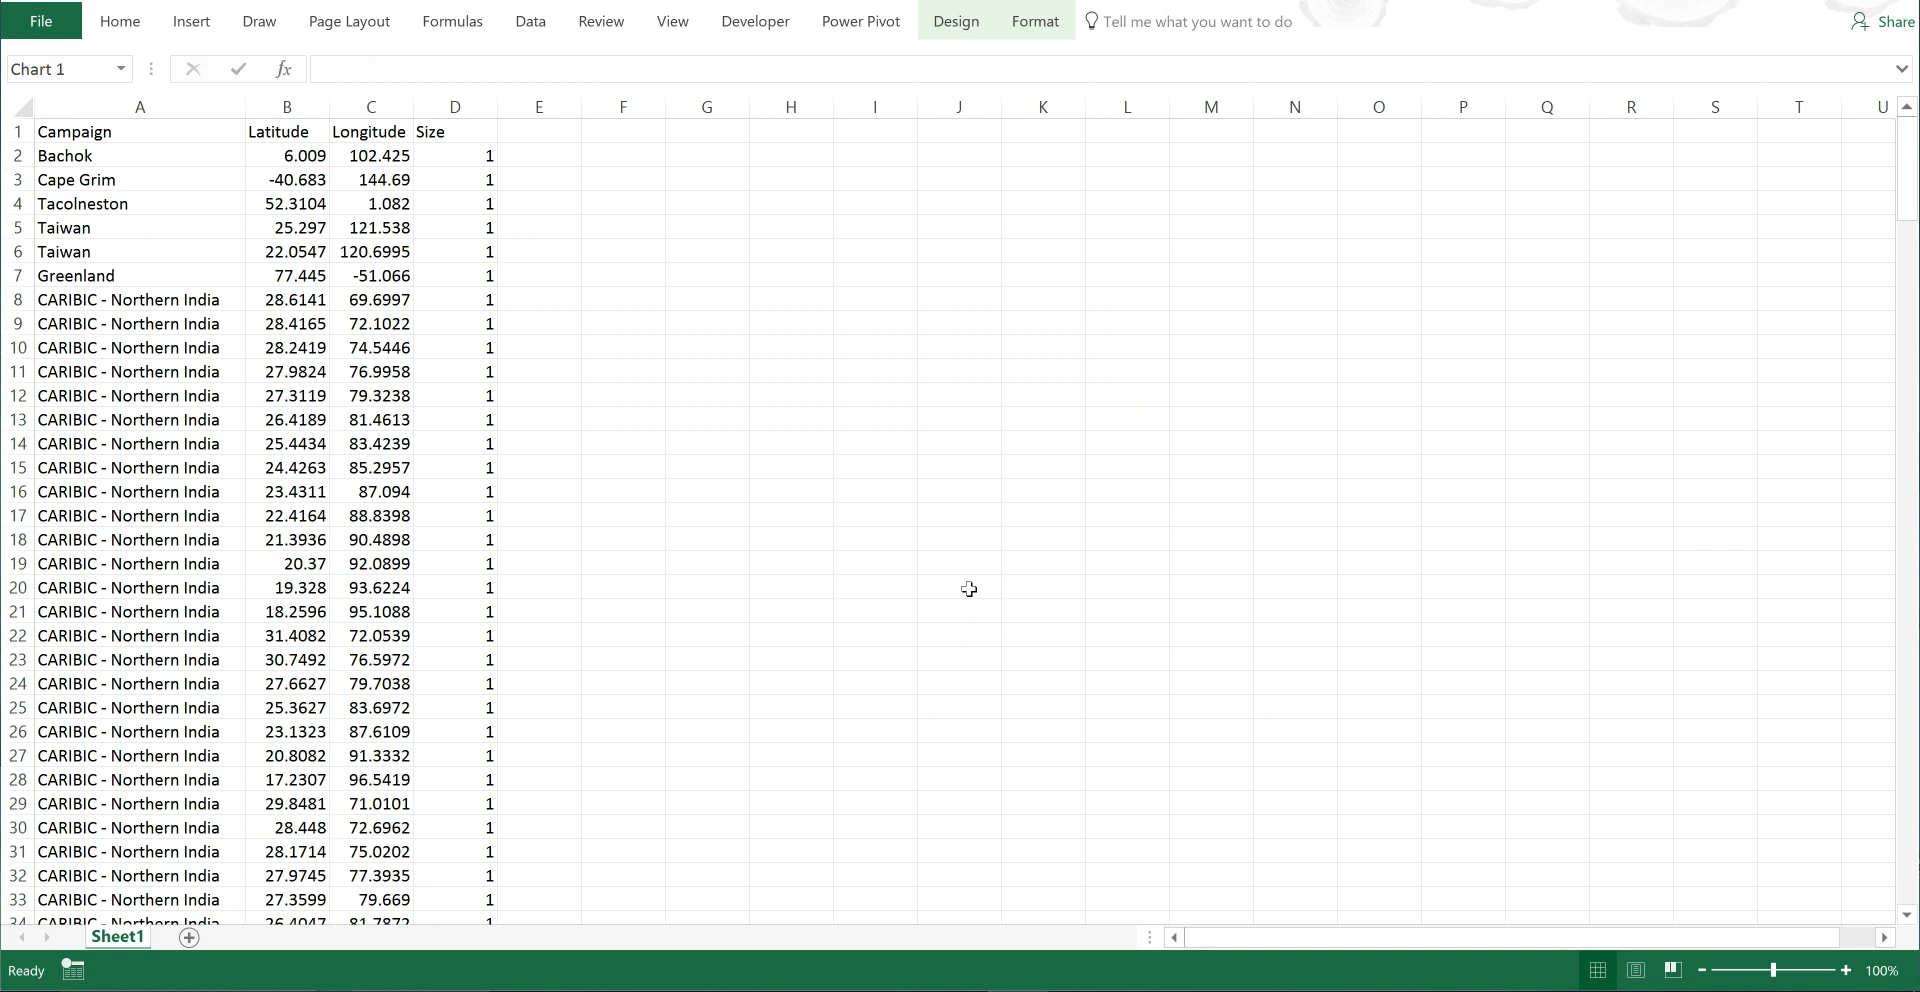 File Home Insert Draw Page Layout Formulas Data Review View Developer Power Pivot Design Format Tell me what you want to do Share
Chart 1 fx
A B C D E F G H I J K L M N O P Q R S T U
1 Campaign Latitude Longitude Size
2 Bachok 6.009 102.425 1
3 Cape Grim -40.683 144.69 1
4 Tacolneston 52.3104 1.082 1
5 Taiwan 25.297 121.538 1
6 Taiwan 22.0547 120.6995 1
7 Greenland 77.445 -51.066 1
8 CARIBIC - Northern India 28.6141 69.6997 1
9 CARIBIC - Northern India 28.4165 72.1022 1
10 CARIBIC - Northern India 28.2419 74.5446 1
11 CARIBIC - Northern India 27.9824 76.9958 1
12 CARIBIC - Northern India 27.3119 79.3238 1
13 CARIBIC - Northern India 26.4189 81.4613 1
14 CARIBIC - Northern India 25.4434 83.4239 1
15 CARIBIC - Northern India 24.4263 85.2957 1
16 CARIBIC - Northern India 23.4311 87.094 1
17 CARIBIC - Northern India 22.4164 88.8398 1
18 CARIBIC - Northern India 21.3936 90.4898 1
19 CARIBIC - Northern India 20.37 92.0899 1
20 CARIBIC - Northern India 19.328 93.6224 1
21 CARIBIC - Northern India 18.2596 95.1088 1
22 CARIBIC - Northern India 31.4082 72.0539 1
23 CARIBIC - Northern India 30.7492 76.5972 1
24 CARIBIC - Northern India 27.6627 79.7038 1
25 CARIBIC - Northern India 25.3627 83.6972 1
26 CARIBIC - Northern India 23.1323 87.6109 1
27 CARIBIC - Northern India 20.8082 91.3332 1
28 CARIBIC - Northern India 17.2307 96.5419 1
29 CARIBIC - Northern India 29.8481 71.0101 1
30 CARIBIC - Northern India 28.448 72.6962 1
31 CARIBIC - Northern India 28.1714 75.0202 1
32 CARIBIC - Northern India 27.9745 77.3935 1
33 CARIBIC - Northern India 27.3599 79.669 1
34 CARIBIC - Northern India 26.4047 81.7872 1
Sheet1
Ready 100%